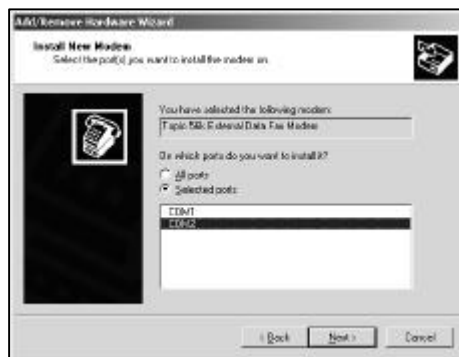 Add/Remove Hardware Wizard
Install New Modem
Select the port(s) you want to install the modem on.
You have selected the following modem:
Topic 56k External Data Fax Modem
On which ports do you want to install it?
All ports
Selected ports
COM1
COM2
< Back
Next >
Cancel